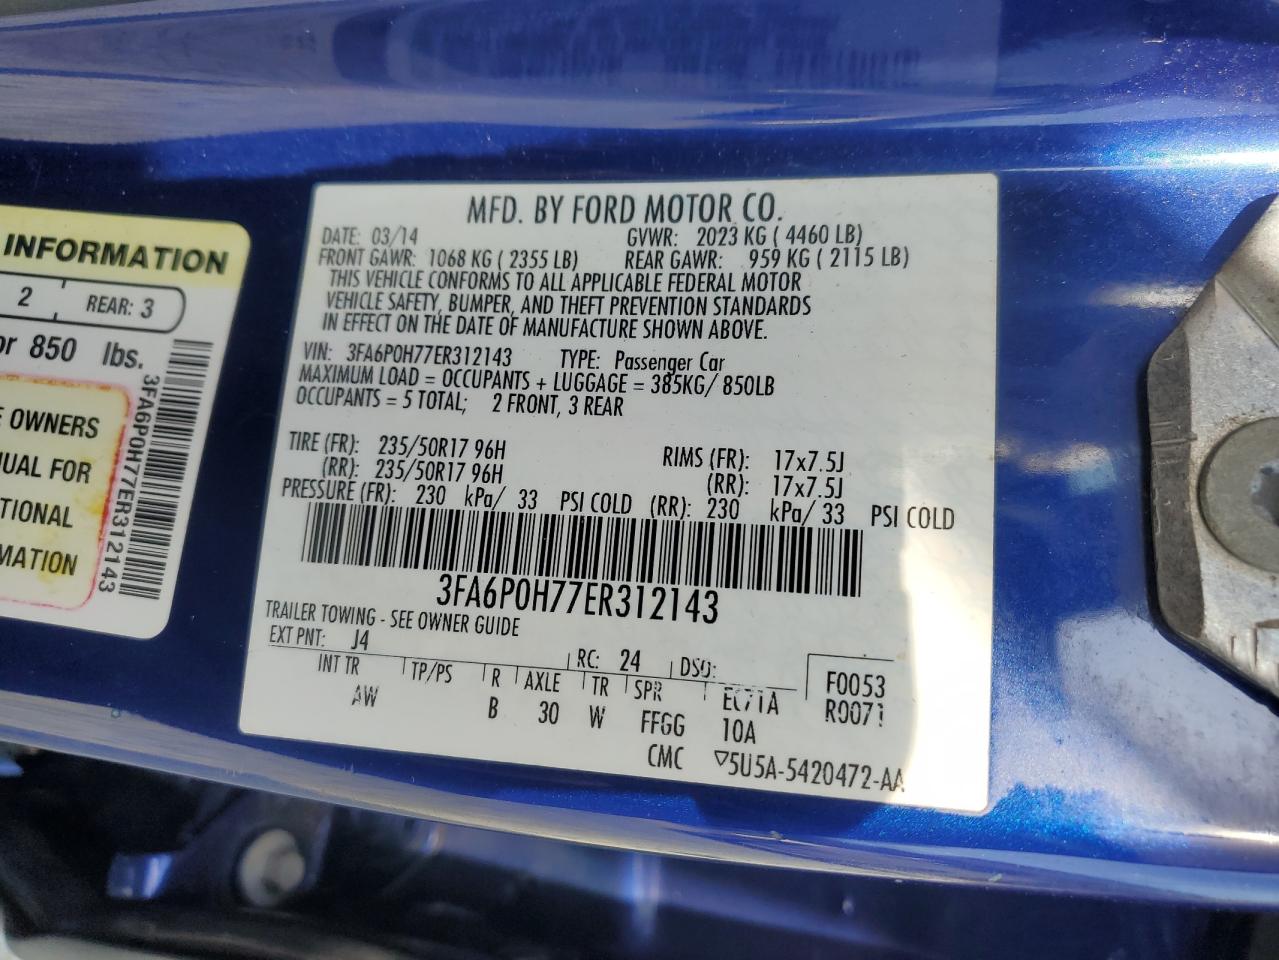 INFORMATION
2
REAR: 3
or 850 lbs.
OWNERS
FOR
3FA6P0H77ER312143
MFD. BY FORD MOTOR CO.
DATE: 03/14 GVWR: 2023 KG ( 4460 LB)
FRONT GAWR: 1068 KG ( 2355 LB) REAR GAWR: 959 KG ( 2115 LB)
THIS VEHICLE CONFORMS TO ALL APPLICABLE FEDERAL MOTOR
VEHICLE SAFETY, BUMPER, AND THEFT PREVENTION STANDARDS
IN EFFECT ON THE DATE OF MANUFACTURE SHOWN ABOVE.
VIN: 3FA6P0H77ER312143 TYPE: Passenger Car
MAXIMUM LOAD = OCCUPANTS + LUGGAGE = 385KG/ 850LB
OCCUPANTS = 5 TOTAL; 2 FRONT, 3 REAR
TIRE (FR): 235/50R17 96H RIMS (FR): 17x7.5J
(RR): 235/50R17 96H (RR): 17x7.5J
PRESSURE (FR): 230 kPa/ 33 PSI COLD (RR): 230 kPa/ 33 PSI COLD
3FA6P0H77ER312143
TRAILER TOWING - SEE OWNER GUIDE
EXT PNT: J4 RC: 24 DSO:
INT TR TP/PS R AXLE TR SPR
AW B 30 W FFGG 10A
CMC
F0053
R0071
▽5U5A-5420472-AA